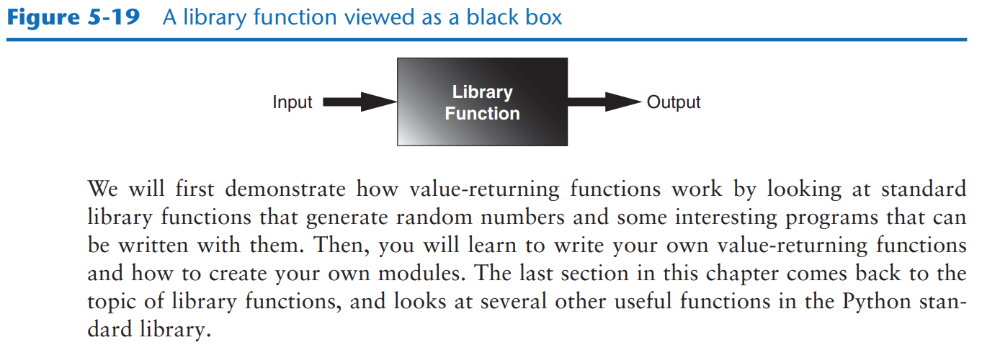 Figure 5-19 A library function viewed as a black box
Input
Library
Function
Output
We will first demonstrate how value-returning functions work by looking at standard
library functions that generate random numbers and some interesting programs that can
be written with them. Then, you will learn to write your own value-returning functions
and how to create your own modules. The last section in this chapter comes back to the
topic of library functions, and looks at several other useful functions in the Python stan-
dard library.